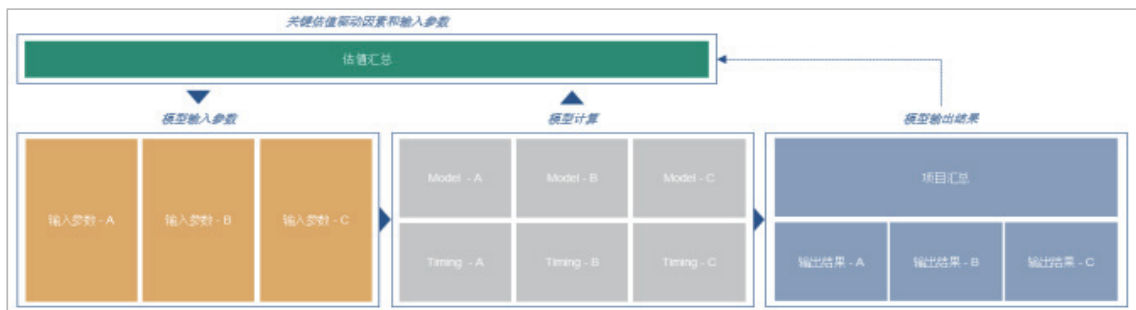 关键估值驱动因素和输入参数
估值汇总
模型输入参数
模型计算
模型输出结果
输入参数 - A
输入参数 - B
输入参数 - C
Model - A
Model - B
Model - C
Timing - A
Timing - B
Timing - C
项目汇总
输出结果 - A
输出结果 - B
输出结果 - C